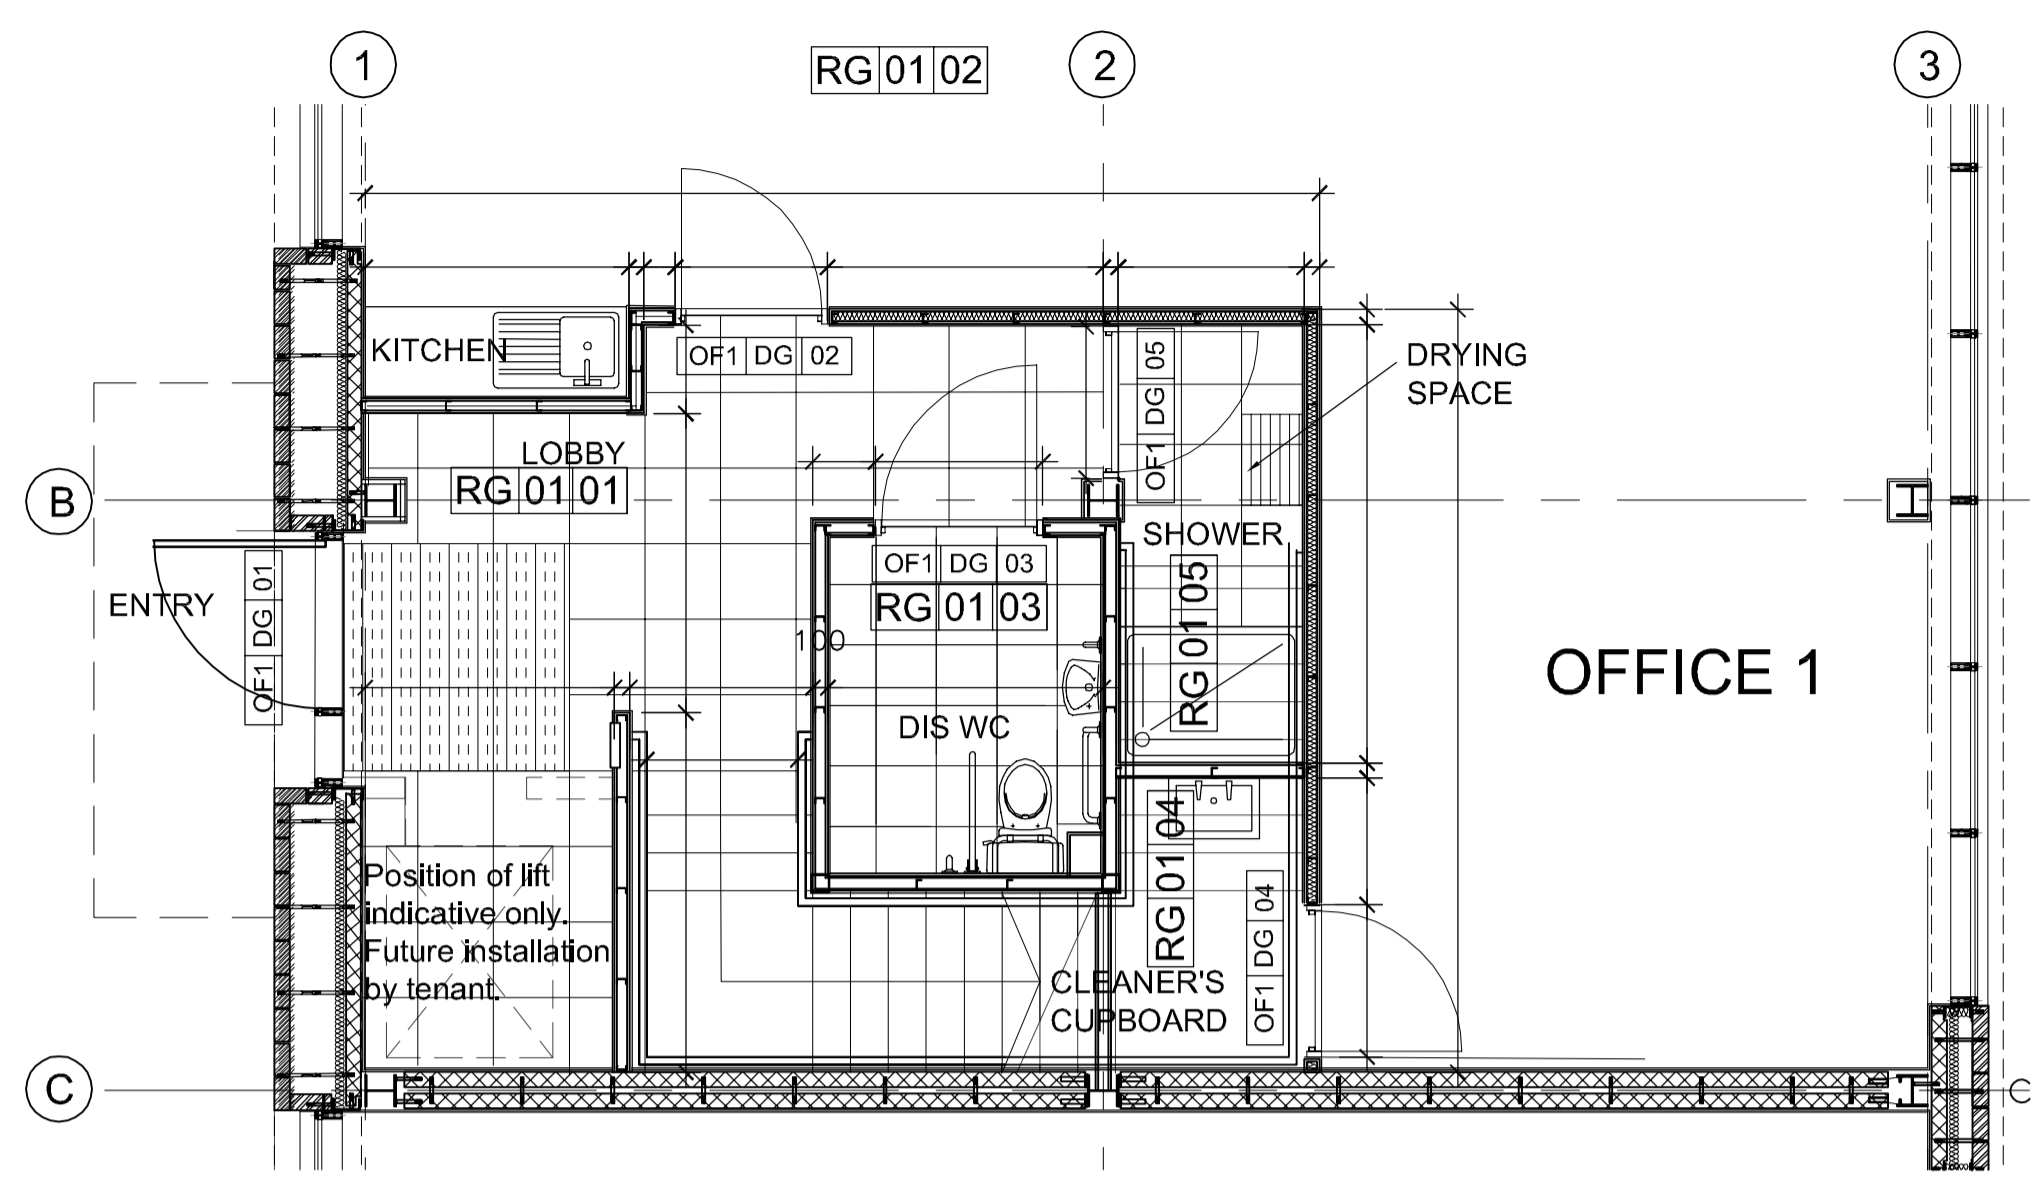 1
RG 01 02
2
3
KITCHEN
OF1 DG 02
OF1 DG 05
DRYING
SPACE
LOBBY
RG 01 01
B
SHOWER
ENTRY
OF1 DG 01
OF1 DG 03
RG 01 03
RG 01 05
100
OFFICE 1
DIS WC
RG 01 04
Position of lift
indicative only.
Future installation
by tenant.
OF1 DG 04
CLEANER'S
CUPBOARD
C
C